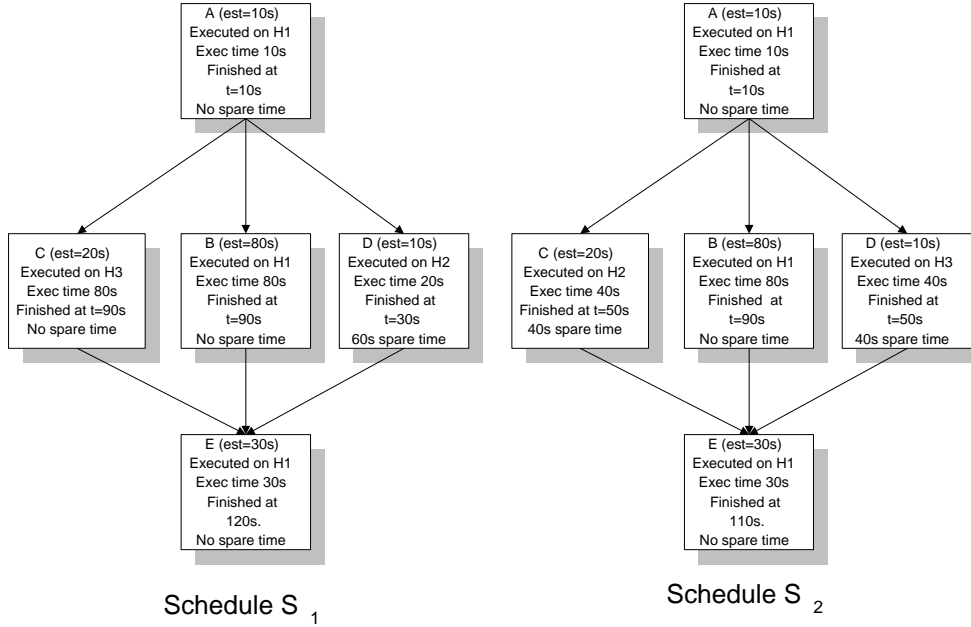 A (est=10s)
Executed on H1
Exec time 10s
Finished at
t=10s
No spare time
C (est=20s)
Executed on H3
Exec time 80s
Finished at t=90s
No spare time
B (est=80s)
Executed on H1
Exec time 80s
Finished at
t=90s
No spare time
D (est=10s)
Executed on H2
Exec time 20s
Finished at
t=30s
60s spare time
E (est=30s)
Executed on H1
Exec time 30s
Finished at
120s.
No spare time
Schedule S 1
A (est=10s)
Executed on H1
Exec time 10s
Finished at
t=10s
No spare time
C (est=20s)
Executed on H2
Exec time 40s
Finished at t=50s
40s spare time
B (est=80s)
Executed on H1
Exec time 80s
Finished at
t=90s
No spare time
D (est=10s)
Executed on H3
Exec time 40s
Finished at
t=50s
40s spare time
E (est=30s)
Executed on H1
Exec time 30s
Finished at
110s.
No spare time
Schedule S 2